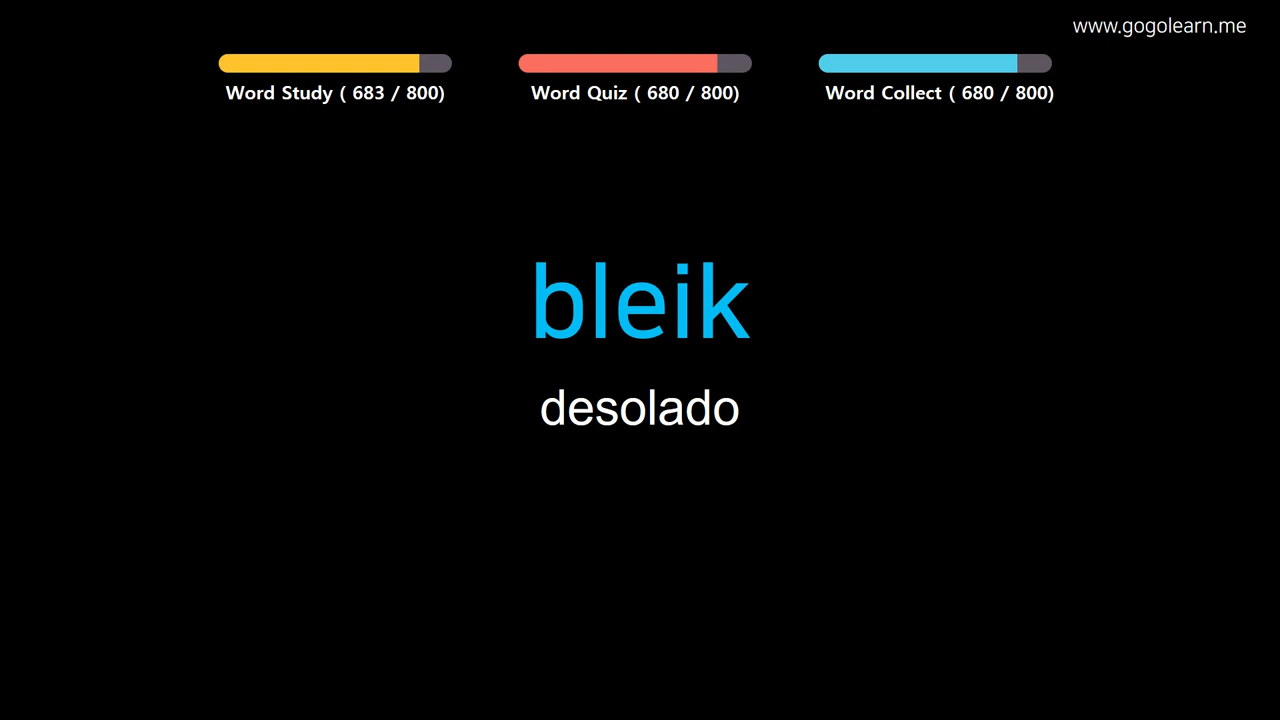 www.gogolearn.me
Word Study ( 683 / 800)
Word Quiz ( 680 / 800)
Word Collect ( 680 / 800)
bleik
desolado